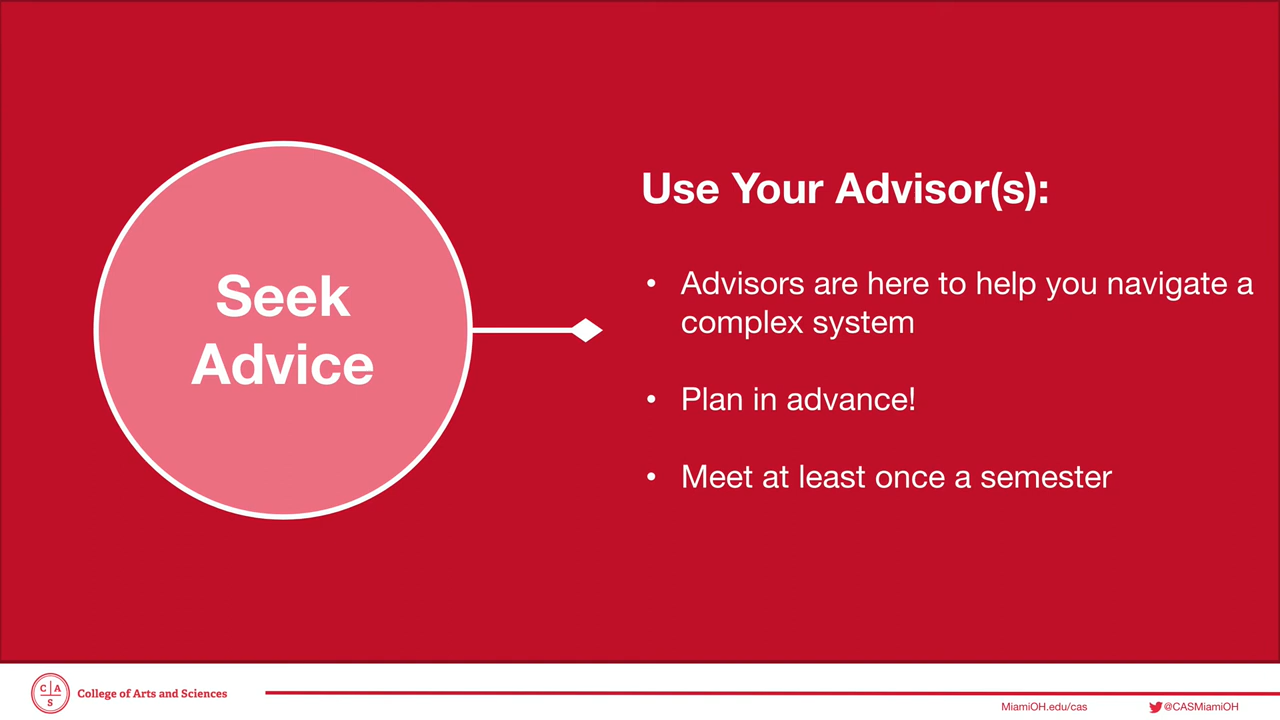 Seek
Advice
Use Your Advisor(s):
• Advisors are here to help you navigate a
complex system
• Plan in advance!
• Meet at least once a semester
C A
S
College of Arts and Sciences
MiamiOH.edu/cas
@CASMiamiOH